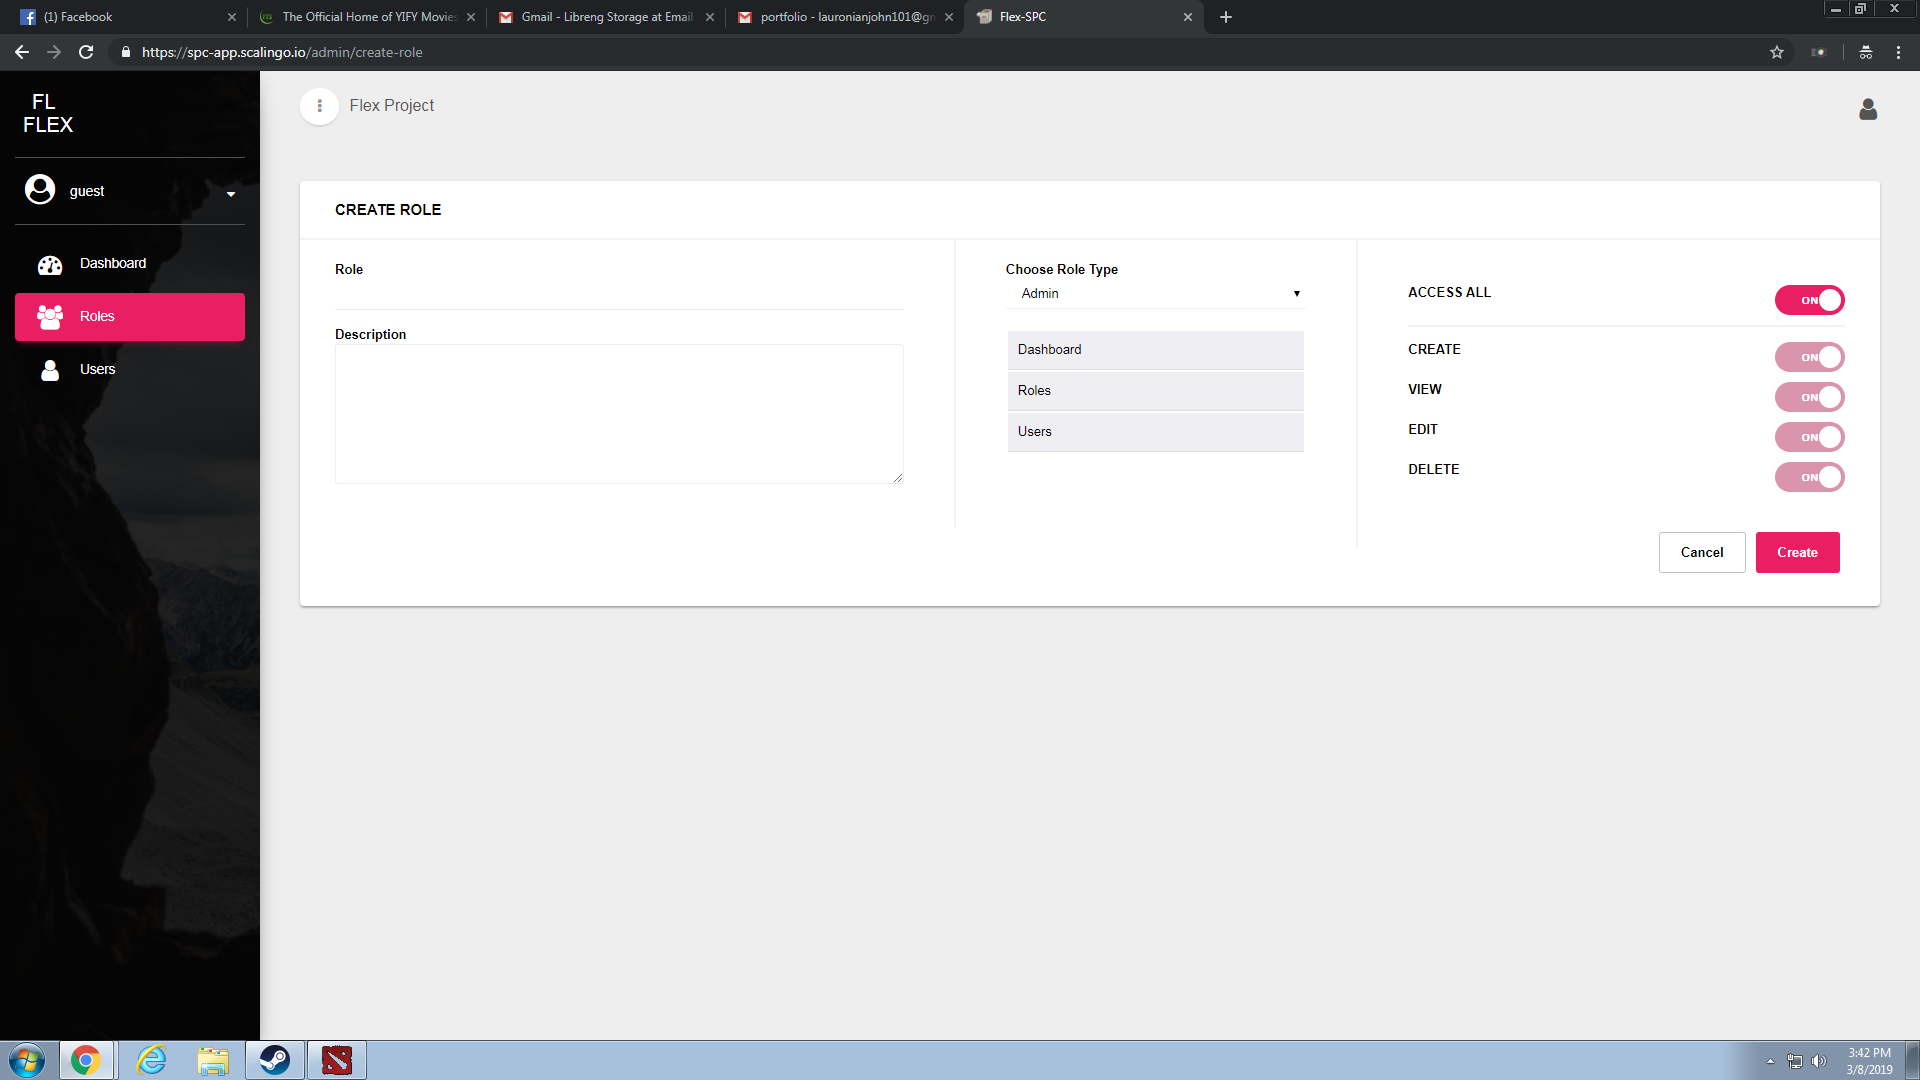 (1) Facebook
The Official Home of YIFY Movies
Gmail - Libreng Storage at Email
portfolio - lauronianjohn101@gm
Flex-SPC
https://spc-app.scalingo.io/admin/create-role
FL
FLEX
Flex Project
guest
Dashboard
Roles
Users
CREATE ROLE
Role
Description
Choose Role Type
Admin
Dashboard
Roles
Users
ACCESS ALL
ON
CREATE
ON
VIEW
ON
EDIT
ON
DELETE
ON
Cancel
Create
3:42 PM
3/8/2019